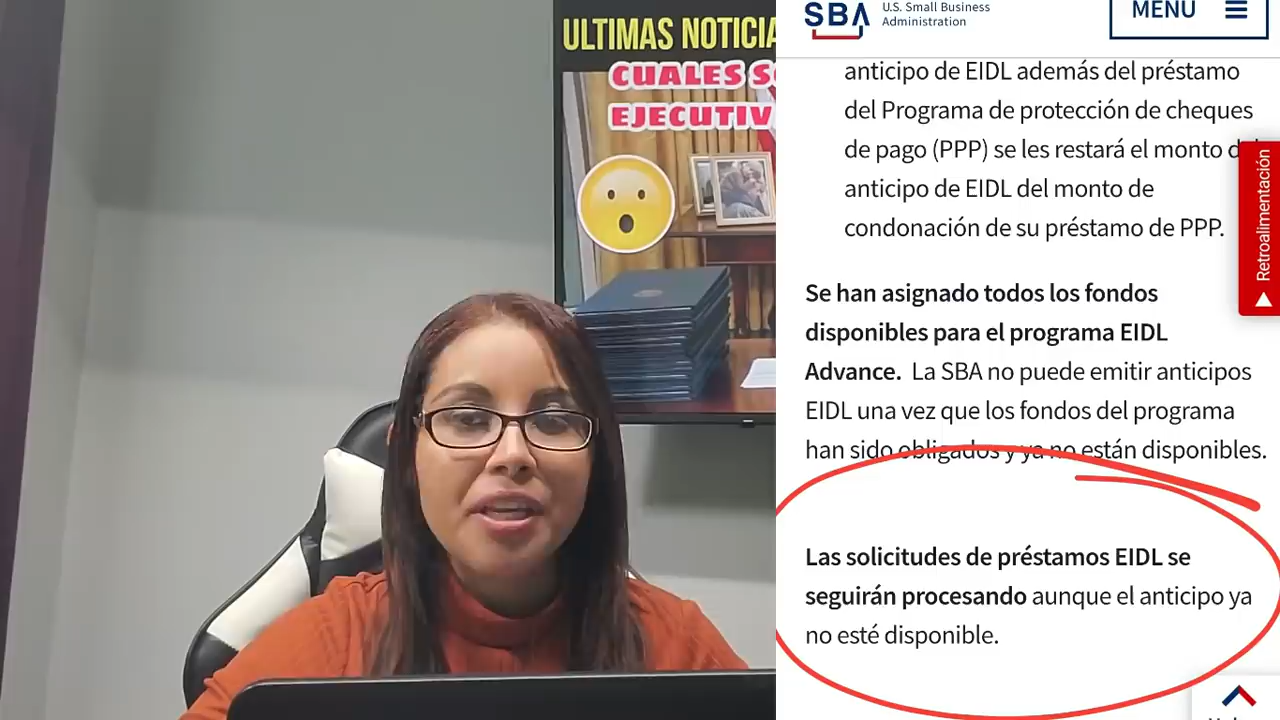 ULTIMAS NOTICIA
CUALES S
EJECUTIV
SBA
U.S. Small Business
Administration
MENU
anticipo de EIDL además del préstamo
del Programa de protección de cheques
de pago (PPP) se les restará el monto del
anticipo de EIDL del monto de
condonación de su préstamo de PPP.
Retroalimentación
Se han asignado todos los fondos
disponibles para el programa EIDL
Advance. La SBA no puede emitir anticipos
EIDL una vez que los fondos del programa
han sido obligados y ya no están disponibles.
Las solicitudes de préstamos EIDL se
seguirán procesando aunque el anticipo ya
no esté disponible.